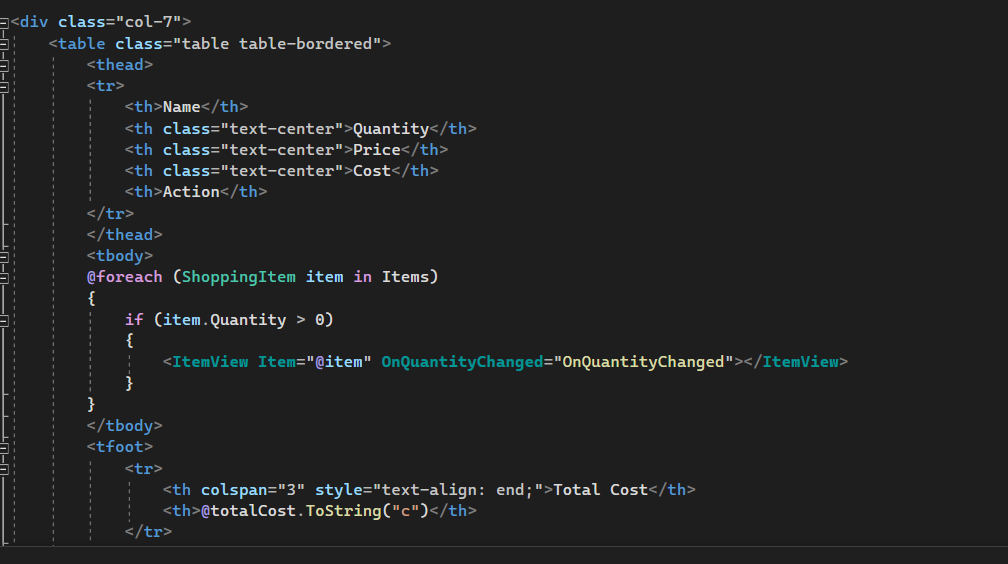 <div class="col-7">
<table class="table table-bordered">
<thead>
<tr>
<th>Name</th>
<th class="text-center">Quantity</th>
<th class="text-center">Price</th>
<th class="text-center">Cost</th>
<th>Action</th>
</tr>
</thead>
<tbody>
@foreach (ShoppingItem item in Items)
{
if (item.Quantity > 0)
{
<ItemView Item="@item" OnQuantityChanged="OnQuantityChanged"></ItemView>
}
}
</tbody>
<tfoot>
<tr>
<th colspan="3" style="text-align: end;">Total Cost</th>
<th>@totalCost.ToString("c")</th>
</tr>